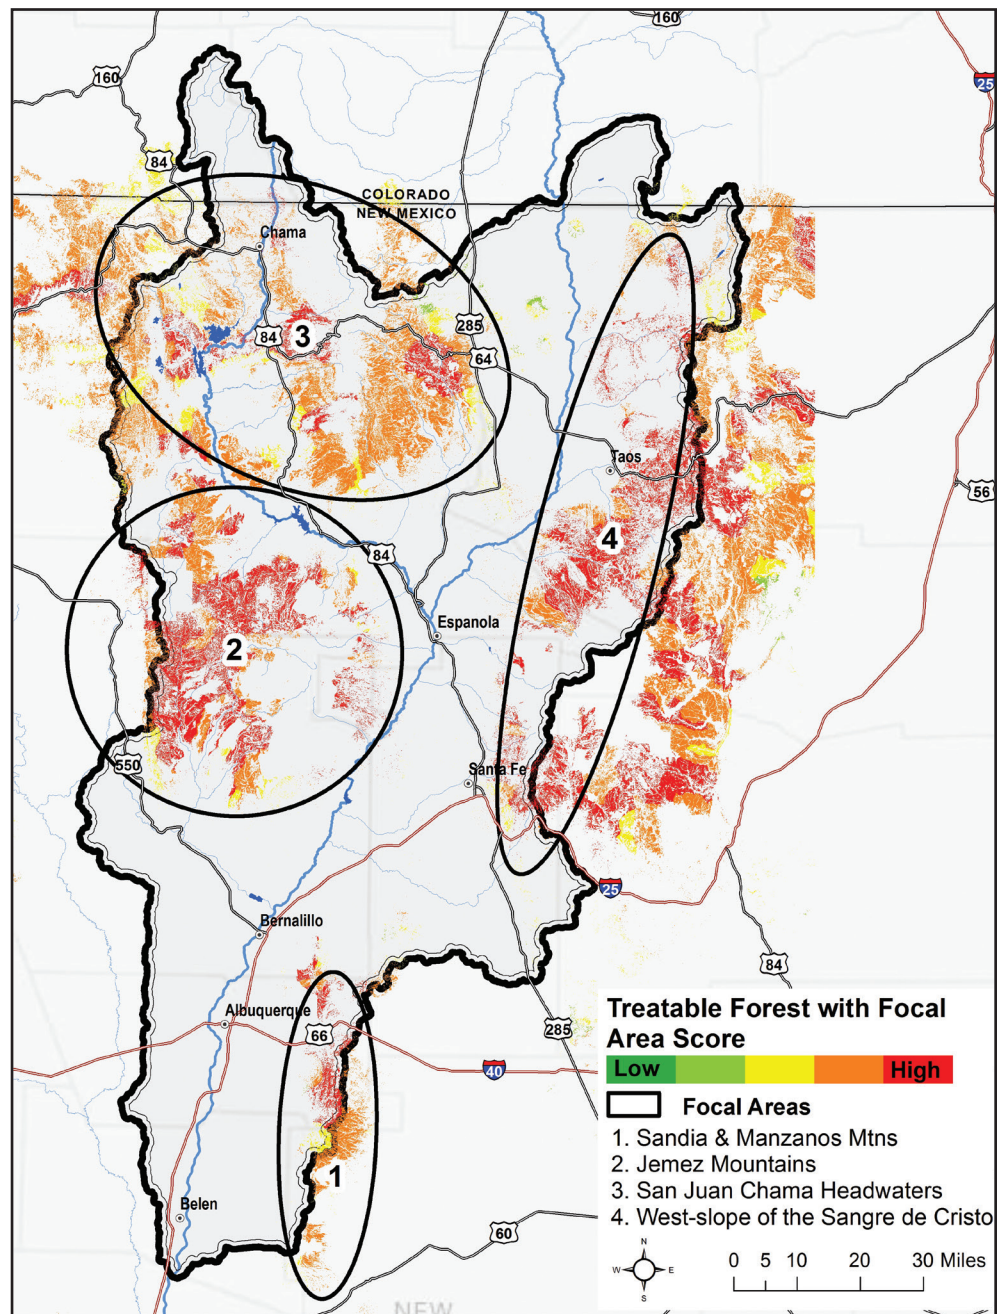 160
160
25
84
COLORADO
NEW MEXICO
Chama
285
84
3
64
Taos
56
4
84
Espanola
2
550
Santa Fe
25
Bernalillo
84
Albuquerque
66
285
40
1
Belen
60
NEW
Treatable Forest with Focal
Area Score
Low High
Focal Areas
1. Sandia & Manzanos Mtns
2. Jemez Mountains
3. San Juan Chama Headwaters
4. West-slope of the Sangre de Cristo
N
W E
S
0 5 10 20 30 Miles